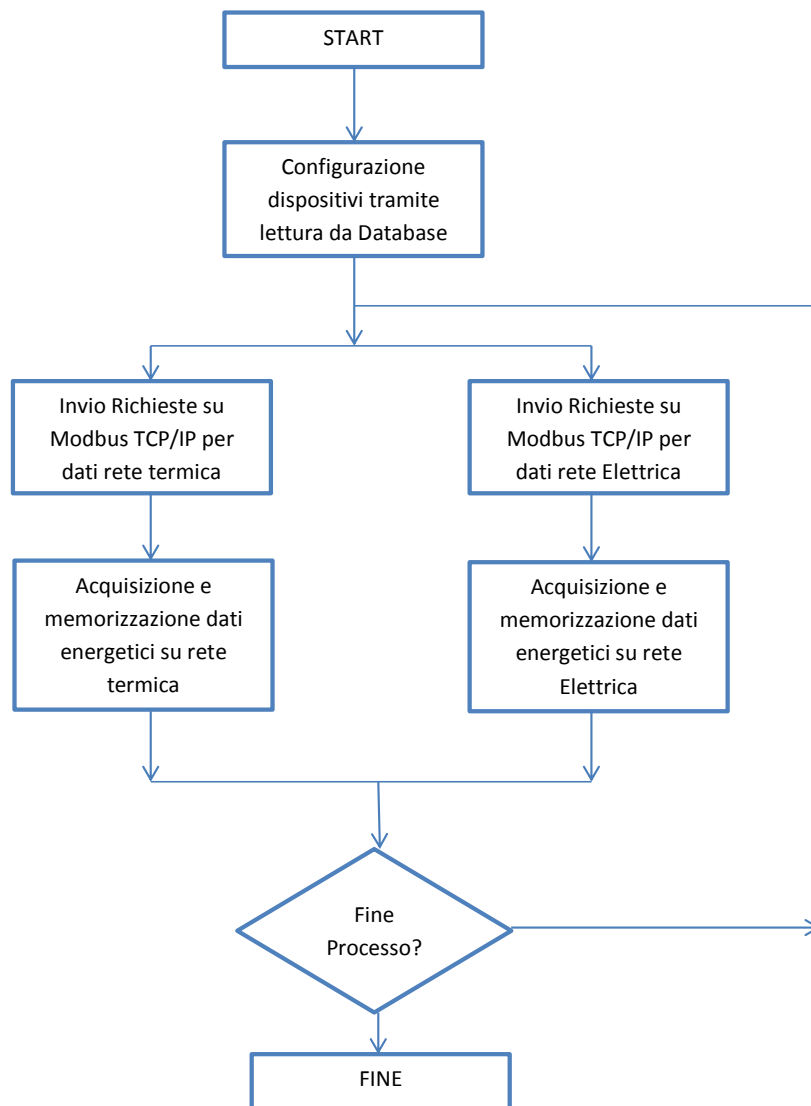 START
Configurazione
dispositivi tramite
lettura da Database
Invio Richieste su
Modbus TCP/IP per
dati rete termica
Invio Richieste su
Modbus TCP/IP per
dati rete Elettrica
Acquisizione e
memorizzazione dati
energetici su rete
termica
Acquisizione e
memorizzazione dati
energetici su rete
Elettrica
Fine
Processo?
FINE